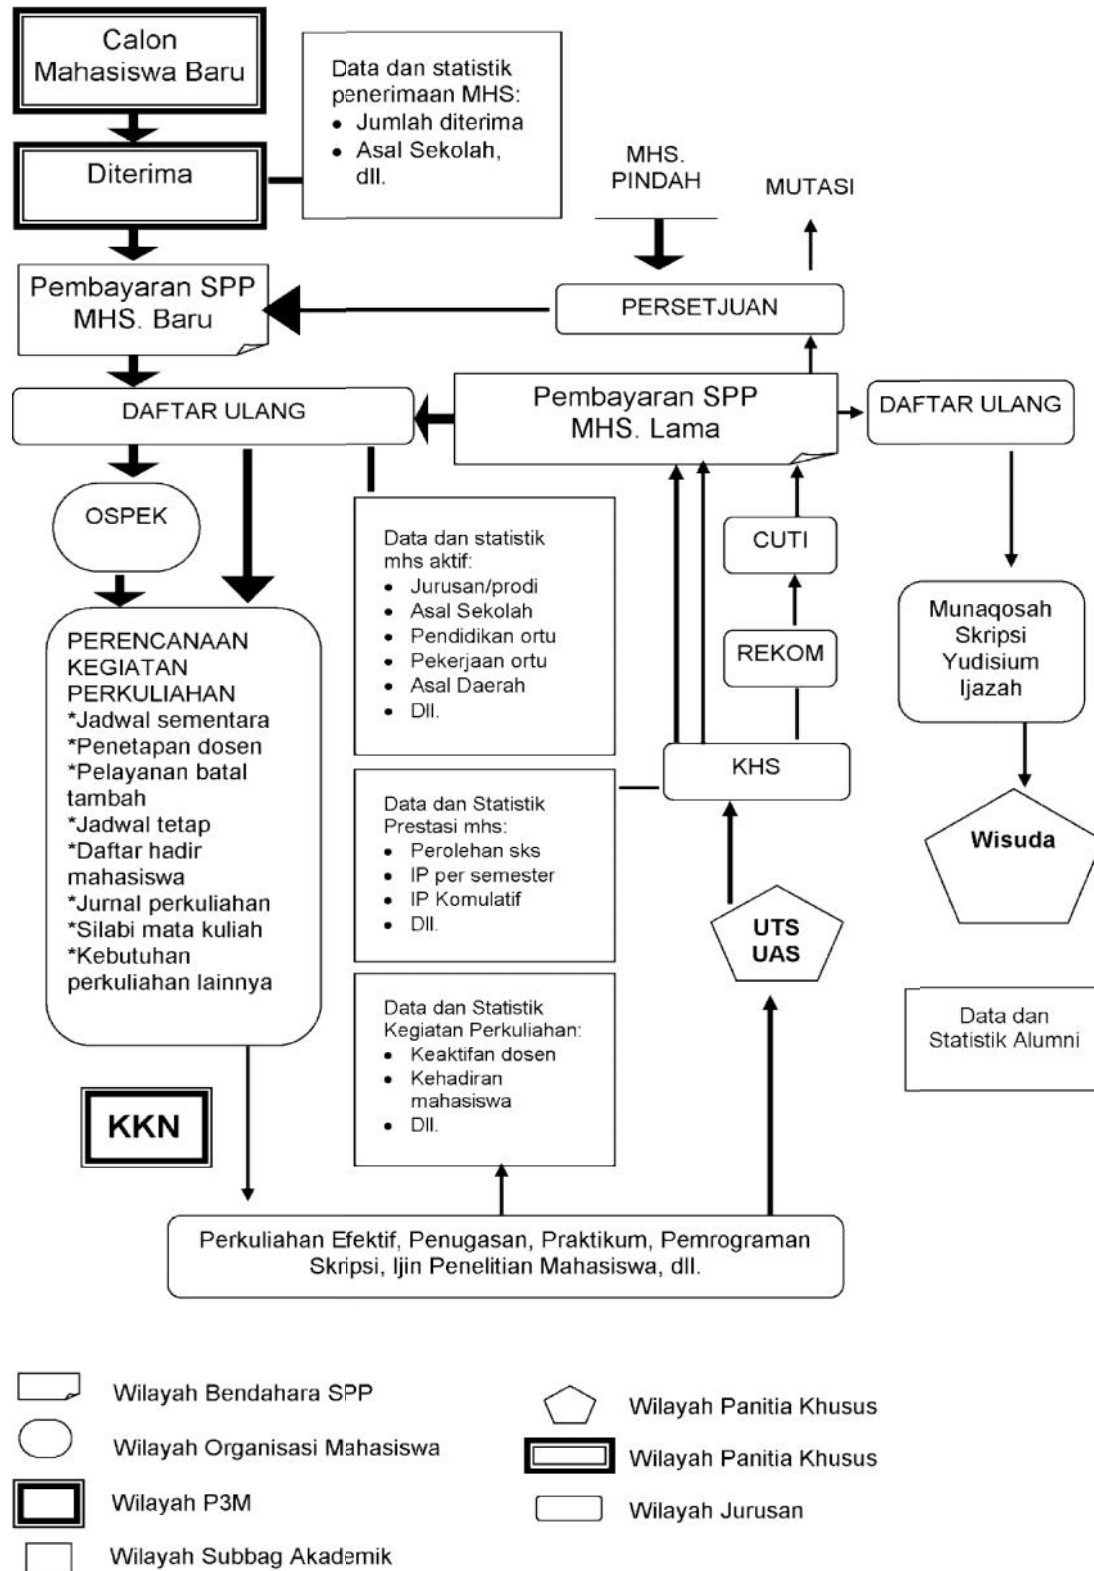 Calon
Mahasiswa Baru
Diterima
Data dan statistik
penerimaan MHS:
• Jumlah diterima
• Asal Sekolah,
dll.
MHS.
PINDAH
MUTASI
Pembayaran SPP
MHS. Baru
PERSETJUAN
DAFTAR ULANG
Pembayaran SPP
MHS. Lama
DAFTAR ULANG
OSPEK
Data dan statistik
mhs aktif:
• Jurusan/prodi
• Asal Sekolah
• Pendidikan ortu
• Pekerjaan ortu
• Asal Daerah
• Dll.
CUTI
REKOM
KHS
Munaqosah
Skripsi
Yudisium
Ijazah
PERENCANAAN
KEGIATAN
PERKULIAHAN
*Jadwal sementara
*Penetapan dosen
*Pelayanan batal
tambah
*Jadwal tetap
*Daftar hadir
mahasiswa
*Jurnal perkuliahan
*Silabi mata kuliah
*Kebutuhan
perkuliahan lainnya
Data dan Statistik
Prestasi mhs:
• Perolehan sks
• IP per semester
• IP Komulatif
• Dll.
Wisuda
UTS
UAS
Data dan Statistik
Kegiatan Perkuliahan:
• Keaktifan dosen
• Kehadiran
mahasiswa
• Dll.
Data dan
Statistik Alumni
KKN
Perkuliahan Efektif, Penugasan, Praktikum, Pemrograman
Skripsi, Ijin Penelitian Mahasiswa, dll.
Wilayah Bendahara SPP
Wilayah Organisasi Mahasiswa
Wilayah P3M
Wilayah Subbag Akademik
Wilayah Panitia Khusus
Wilayah Panitia Khusus
Wilayah Jurusan